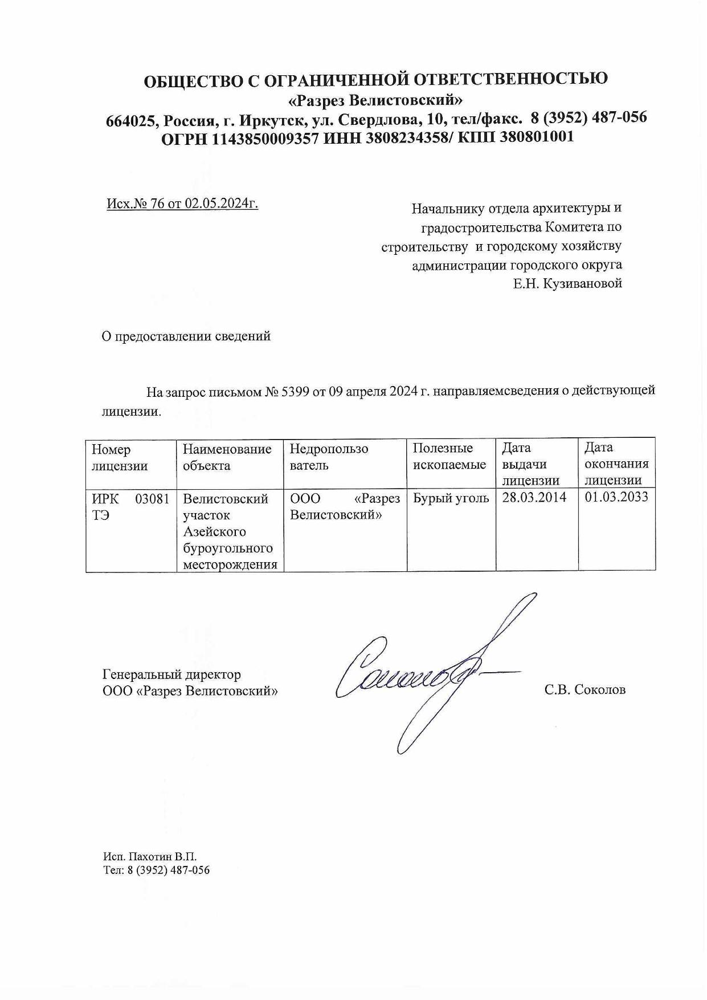 ОБЩЕСТВО С ОГРАНИЧЕННОЙ ОТВЕТСТВЕННОСТЬЮ
«Разрез Велистовский»
664025, Россия, г. Иркутск, ул. Свердлова, 10, тел/факс. 8 (3952) 487-056
ОГРН 1143850009357 ИНН 3808234358/ КПП 380801001
Исх.№ 76 от 02.05.2024г.
Начальнику отдела архитектуры и
градостроительства Комитета по
строительству и городскому хозяйству
администрации городского округа
Е.Н. Кузивановой
О предоставлении сведений
На запрос письмом № 5399 от 09 апреля 2024 г. направляемсведения о действующей
лицензии.
Номер
лицензии
Наименование
объекта
Недропользо
ватель
Полезные
ископаемые
Дата
выдачи
лицензии
Дата
окончания
лицензии
ИРК 03081
ТЭ
Велистовский
участок
Азейского
буроугольного
месторождения
ООО «Разрез
Велистовский»
Бурый уголь
28.03.2014
01.03.2033
Генеральный директор
ООО «Разрез Велистовский»
С.В. Соколов
Исп. Пахотин В.П.
Тел: 8 (3952) 487-056